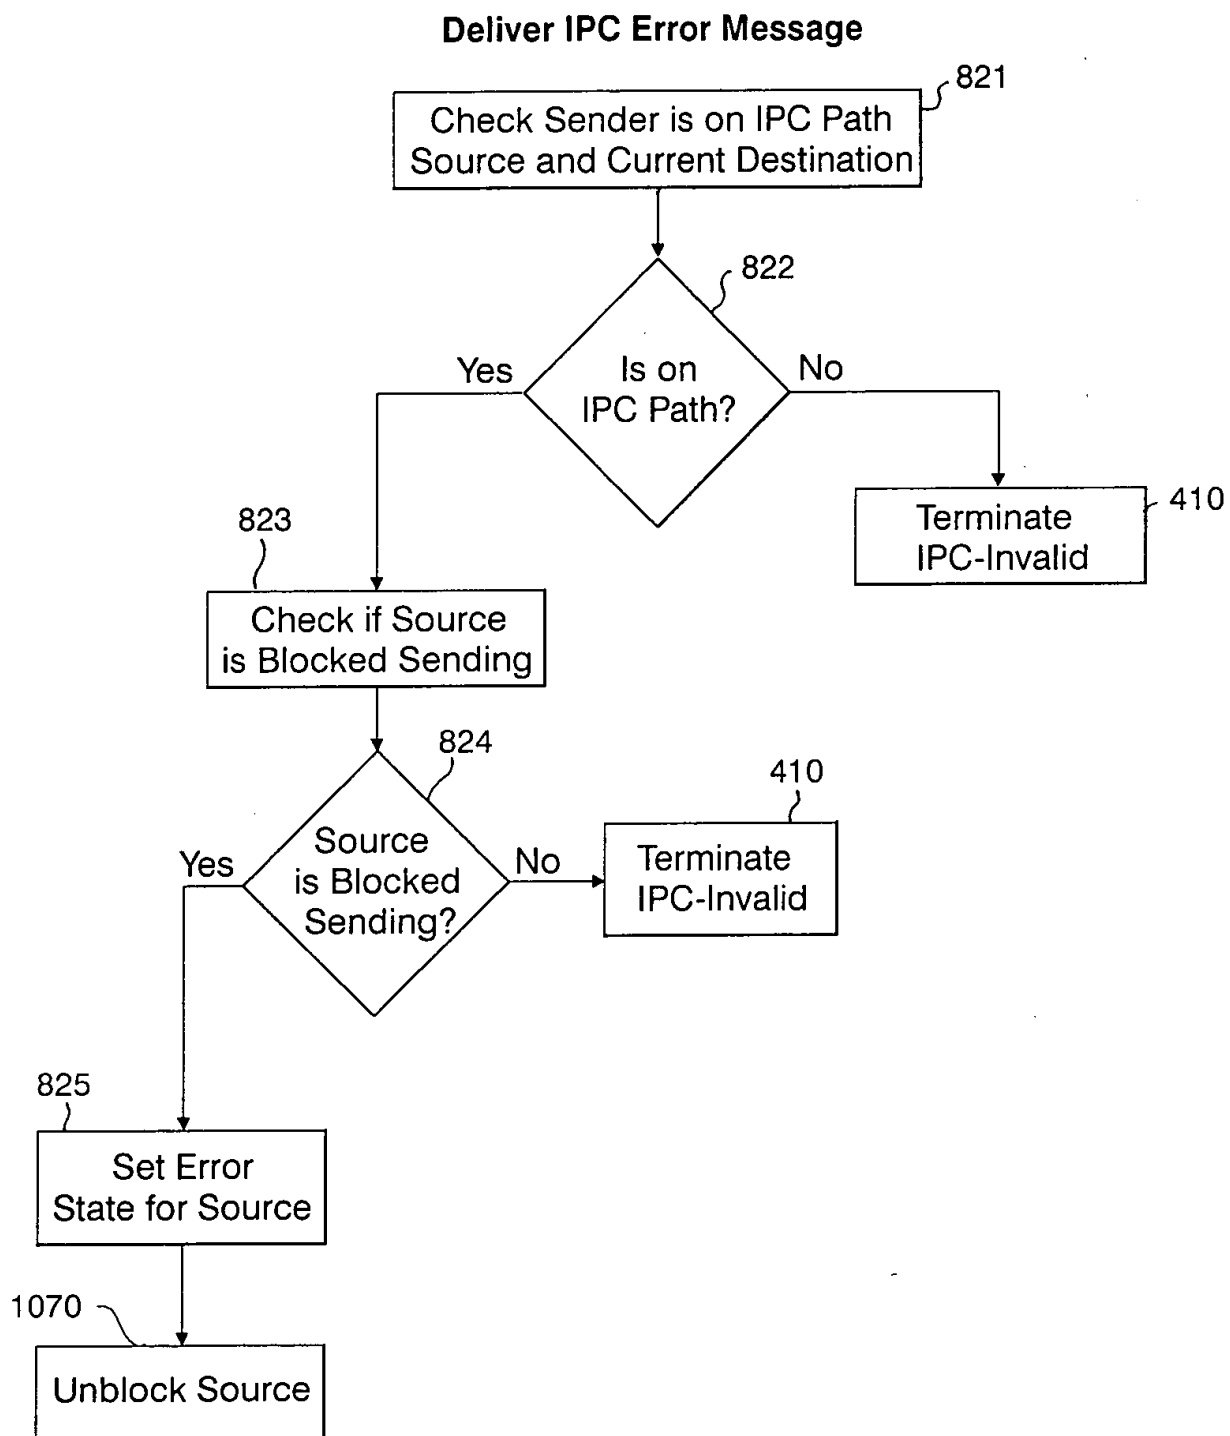 Deliver IPC Error Message
821
Check Sender is on IPC Path
Source and Current Destination
822
Yes
Is on
IPC Path?
No
410
Terminate
IPC-Invalid
823
Check if Source
is Blocked Sending
824
Yes
Source
is Blocked
Sending?
No
410
Terminate
IPC-Invalid
825
Set Error
State for Source
1070
Unblock Source